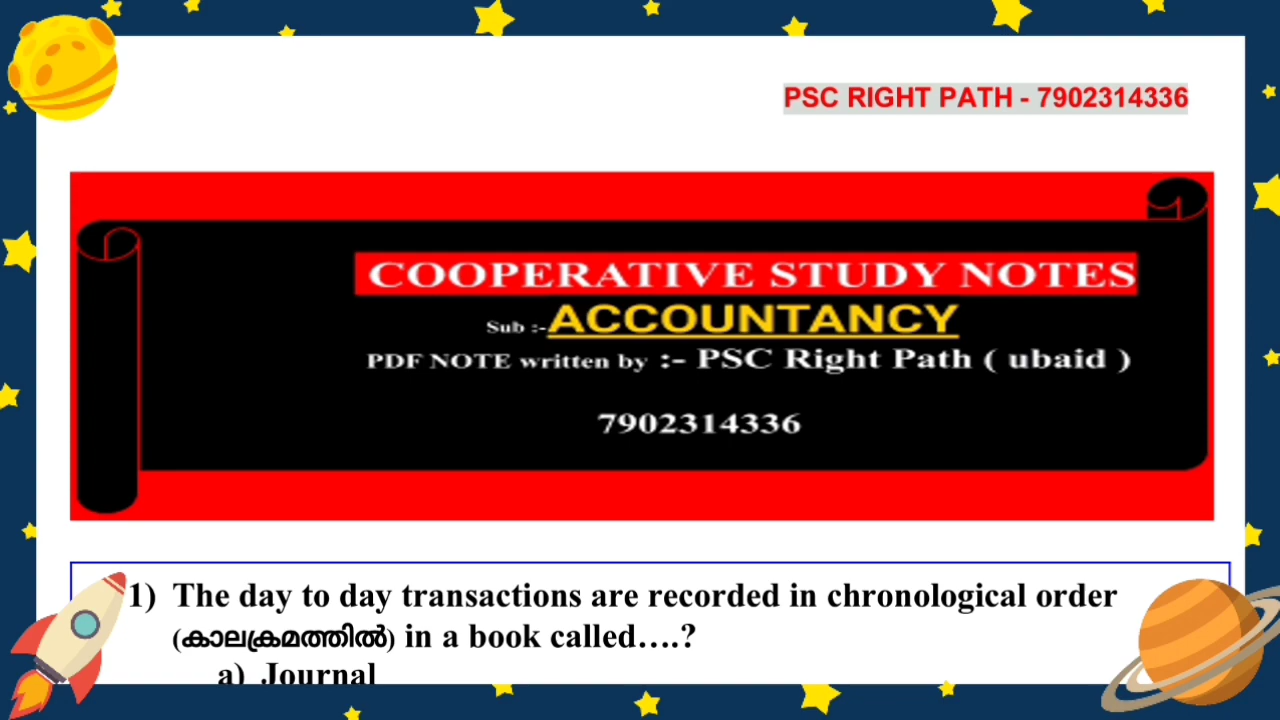 PSC RIGHT PATH - 7902314336
COOPERATIVE STUDY NOTES
Sub :-ACCOUNTANCY
PDF NOTE written by :- PSC Right Path ( ubaid )
7902314336
1) The day to day transactions are recorded in chronological order
(കാലക്രമത്തിൽ) in a book called....?
a) Journal